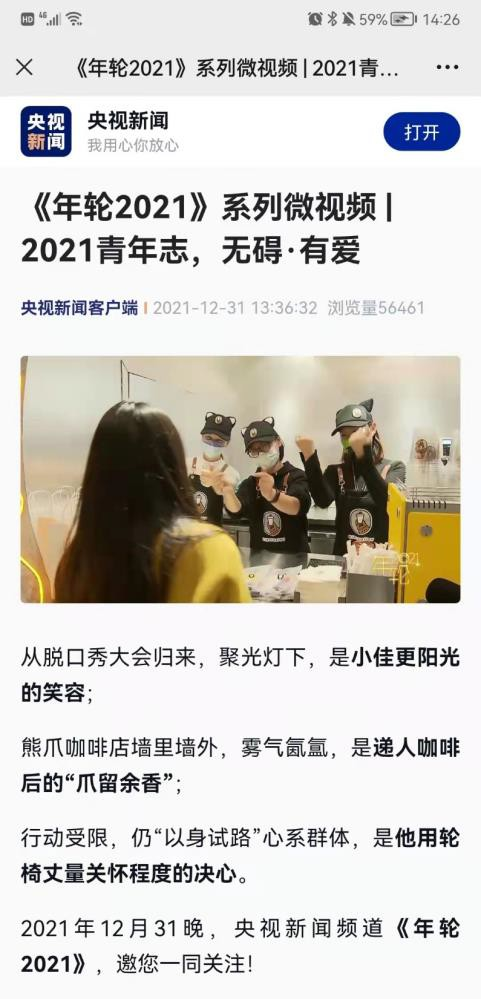 HD 4G 59% 14:26
《年轮2021》系列微视频 | 2021青...
央视
新闻
央视新闻
我用心你放心
打开
《年轮2021》系列微视频 |
2021青年志，无碍·有爱
央视新闻客户端 2021-12-31 13:36:32 浏览量56461
年轮
2021
从脱口秀大会归来，聚光灯下，是小佳更阳光
的笑容；
熊爪咖啡店墙里墙外，雾气氤氲，是递人咖啡
后的“爪留余香”；
行动受限，仍“以身试路”心系群体，是他用轮
椅丈量关怀程度的决心。
2021年12月31晚，央视新闻频道《年轮
2021》，邀您一同关注！